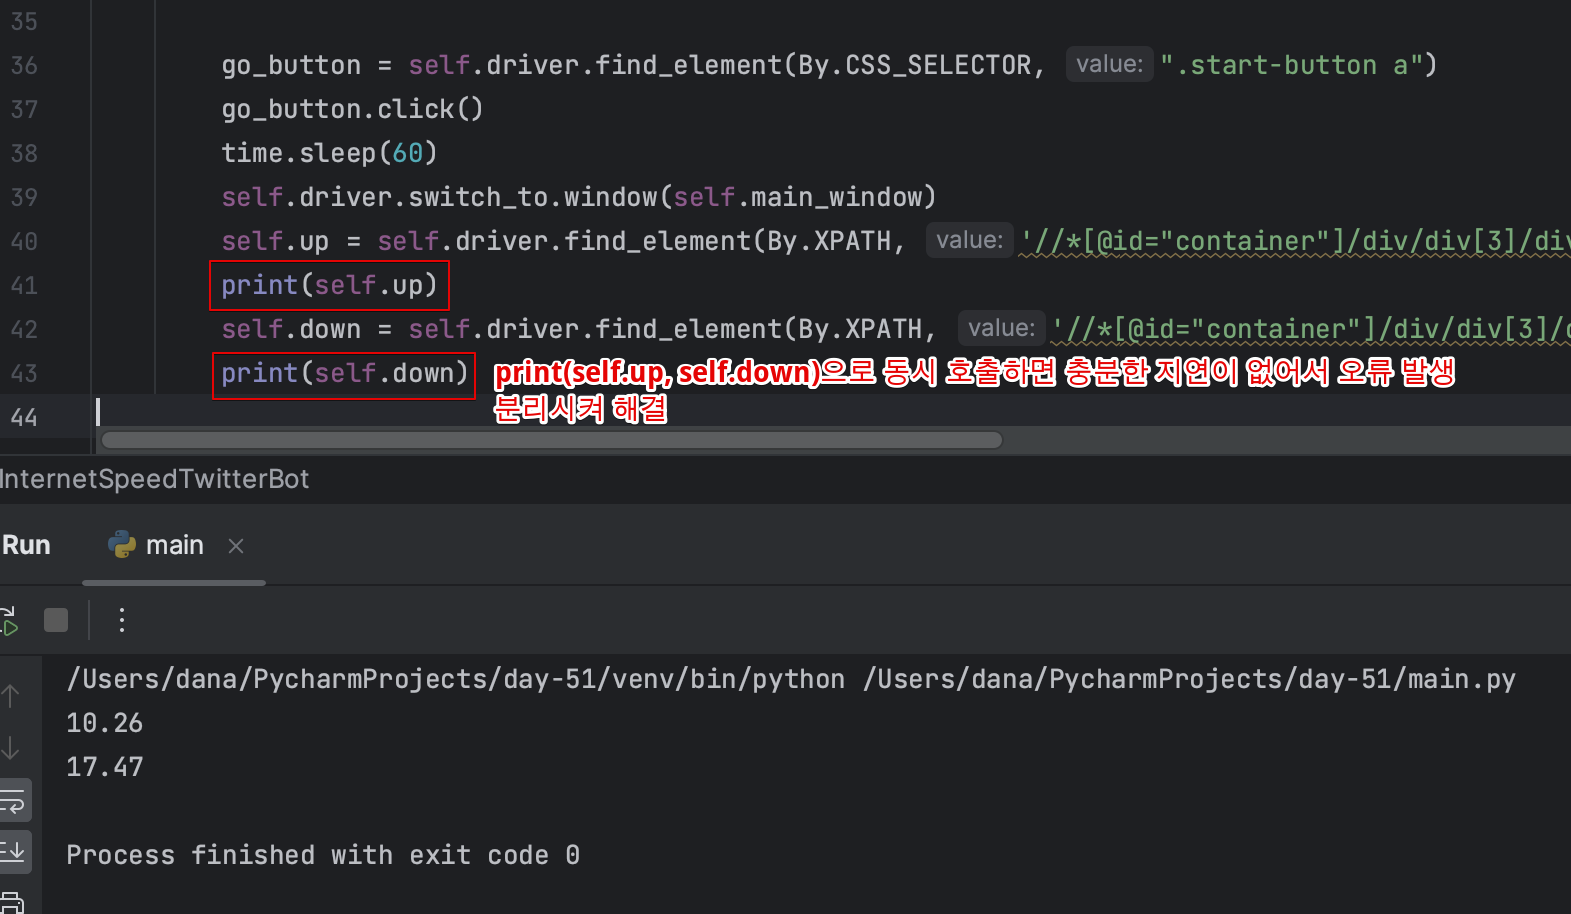 35
36 go_button = self.driver.find_element(By.CSS_SELECTOR, value: ".start-button a")
37 go_button.click()
38 time.sleep(60)
39 self.driver.switch_to.window(self.main_window)
40 self.up = self.driver.find_element(By.XPATH, value: '//*[@id="container"]/div/div[3]/div
41 print(self.up)
42 self.down = self.driver.find_element(By.XPATH, value: '//*[@id="container"]/div/div[3]/
43 print(self.down) print(self.up, self.down)으로 동시 호출하면 충분한 지연이 없어서 오류 발생
분리시켜 해결
44
InternetSpeedTwitterBot
Run main
/Users/dana/PycharmProjects/day-51/venv/bin/python /Users/dana/PycharmProjects/day-51/main.py
10.26
17.47
Process finished with exit code 0